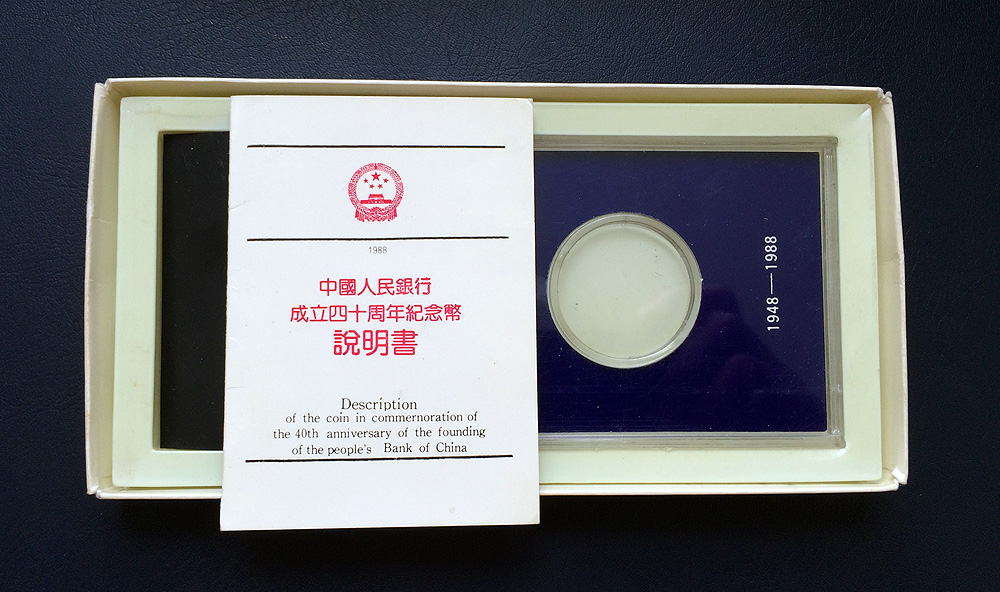 1988
中國人民銀行
成立四十周年紀念幣
說明書
Description
of the coin in commernoration of
the 40th anniversary of the founding
of the people's Bank of China
1948—1988